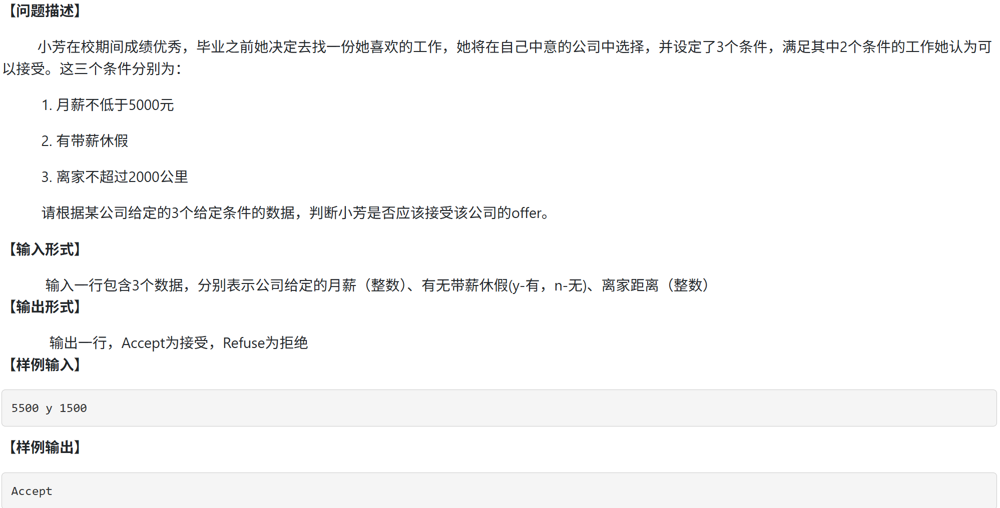 【问题描述】
小芳在校期间成绩优秀，毕业之前她决定去找一份她喜欢的工作，她将在自己中意的公司中选择，并设定了3个条件，满足其中2个条件的工作她认为可
以接受。这三个条件分别为：
1. 月薪不低于5000元
2. 有带薪休假
3. 离家不超过2000公里
请根据某公司给定的3个给定条件的数据，判断小芳是否应该接受该公司的offer。
【输入形式】
输入一行包含3个数据，分别表示公司给定的月薪（整数）、有无带薪休假(y-有，n-无)、离家距离（整数）
【输出形式】
输出一行，Accept为接受，Refuse为拒绝
【样例输入】
5500 y 1500
【样例输出】
Accept